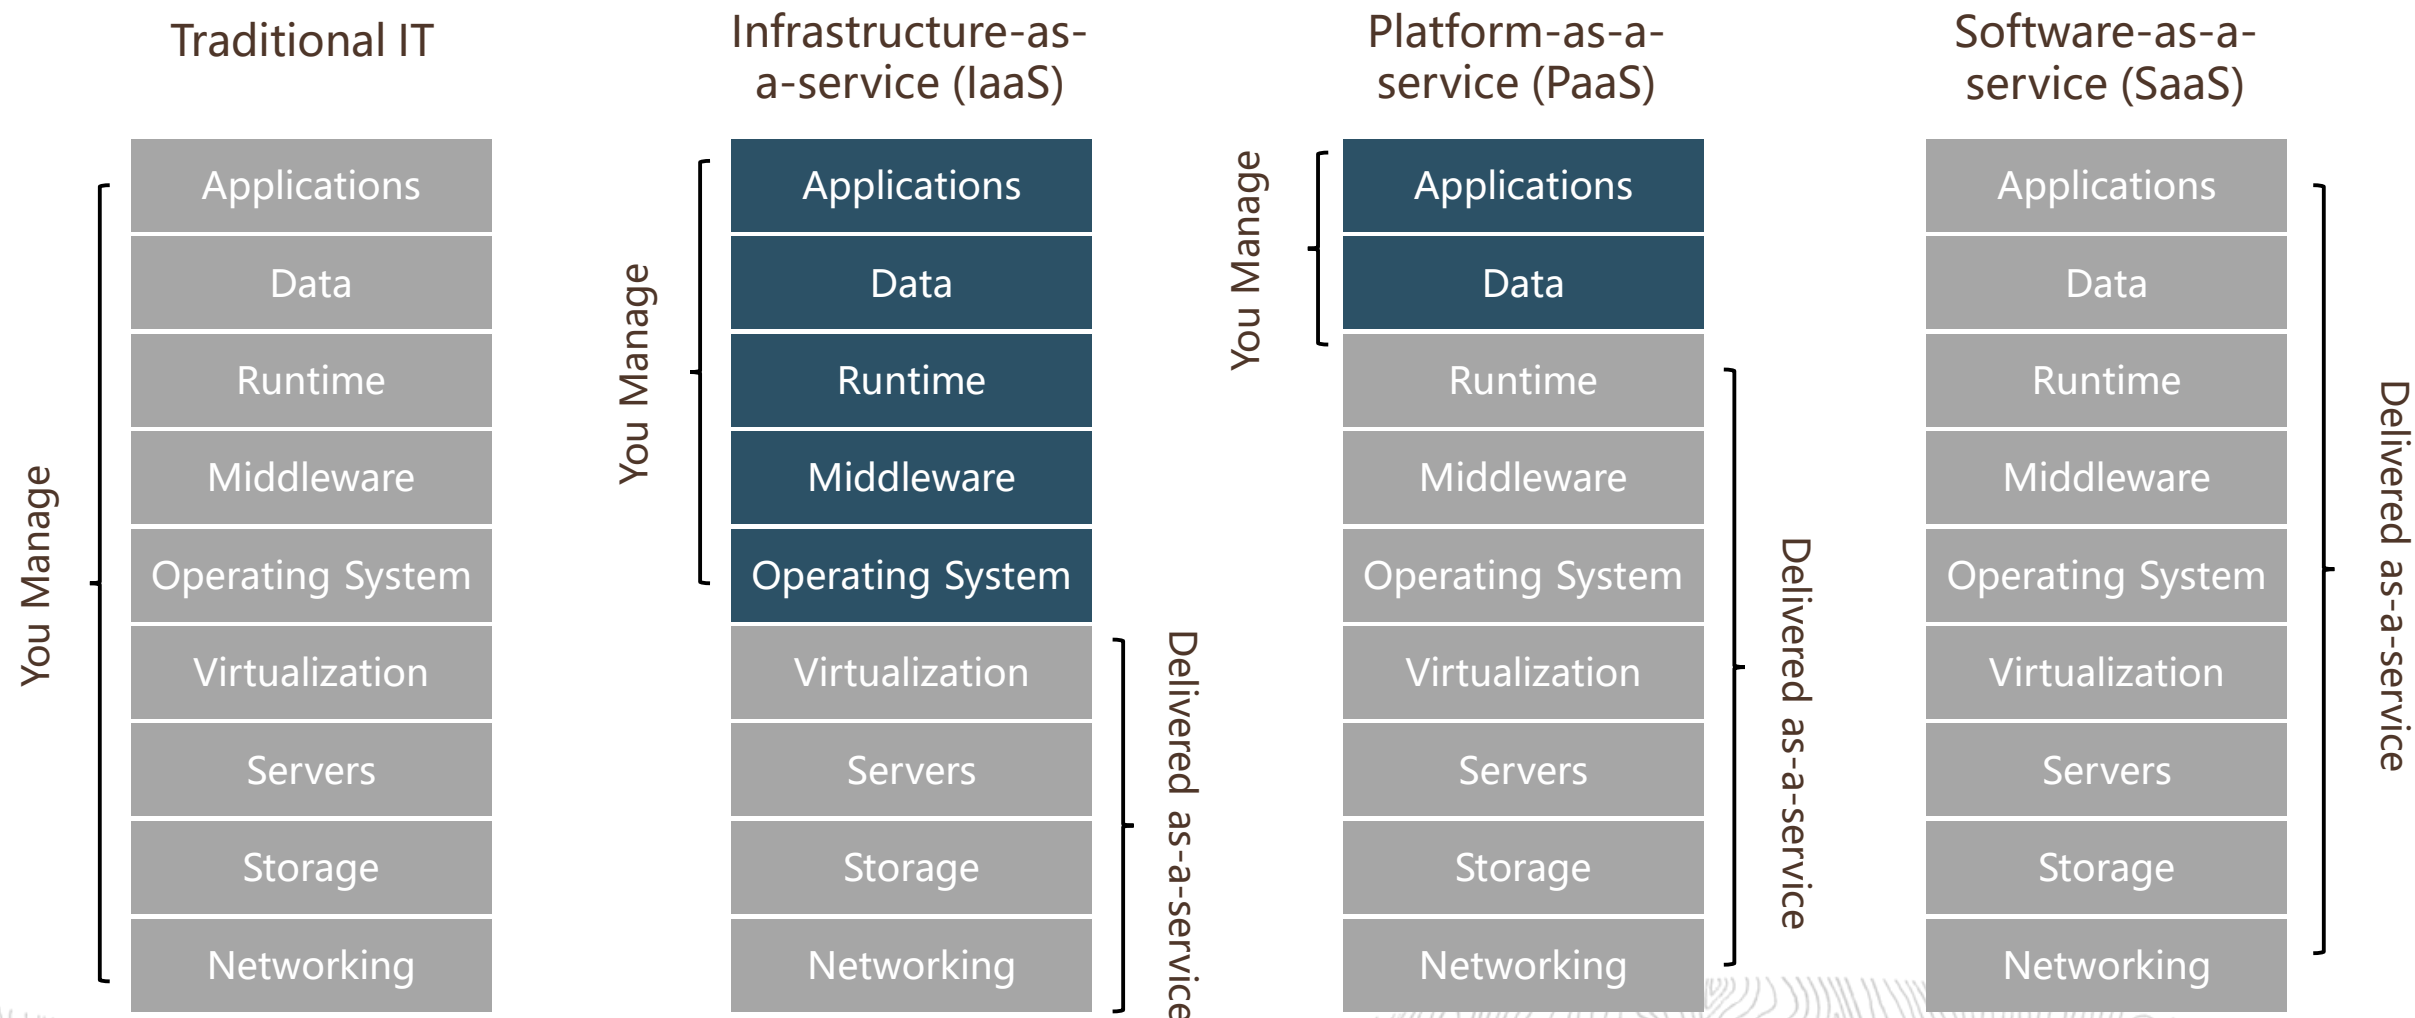 Traditional IT
Infrastructure-as-
a-service (IaaS)
Platform-as-a-
service (PaaS)
Software-as-a-
service (SaaS)
You Manage
Applications
Data
Runtime
Middleware
Operating System
Virtualization
Servers
Storage
Networking
You Manage
Applications
Data
Runtime
Middleware
Operating System
Virtualization
Servers
Storage
Networking
Delivered as-a-service
You Manage
Applications
Data
Runtime
Middleware
Operating System
Virtualization
Servers
Storage
Networking
Delivered as-a-service
Applications
Data
Runtime
Middleware
Operating System
Virtualization
Servers
Storage
Networking
Delivered as-a-service